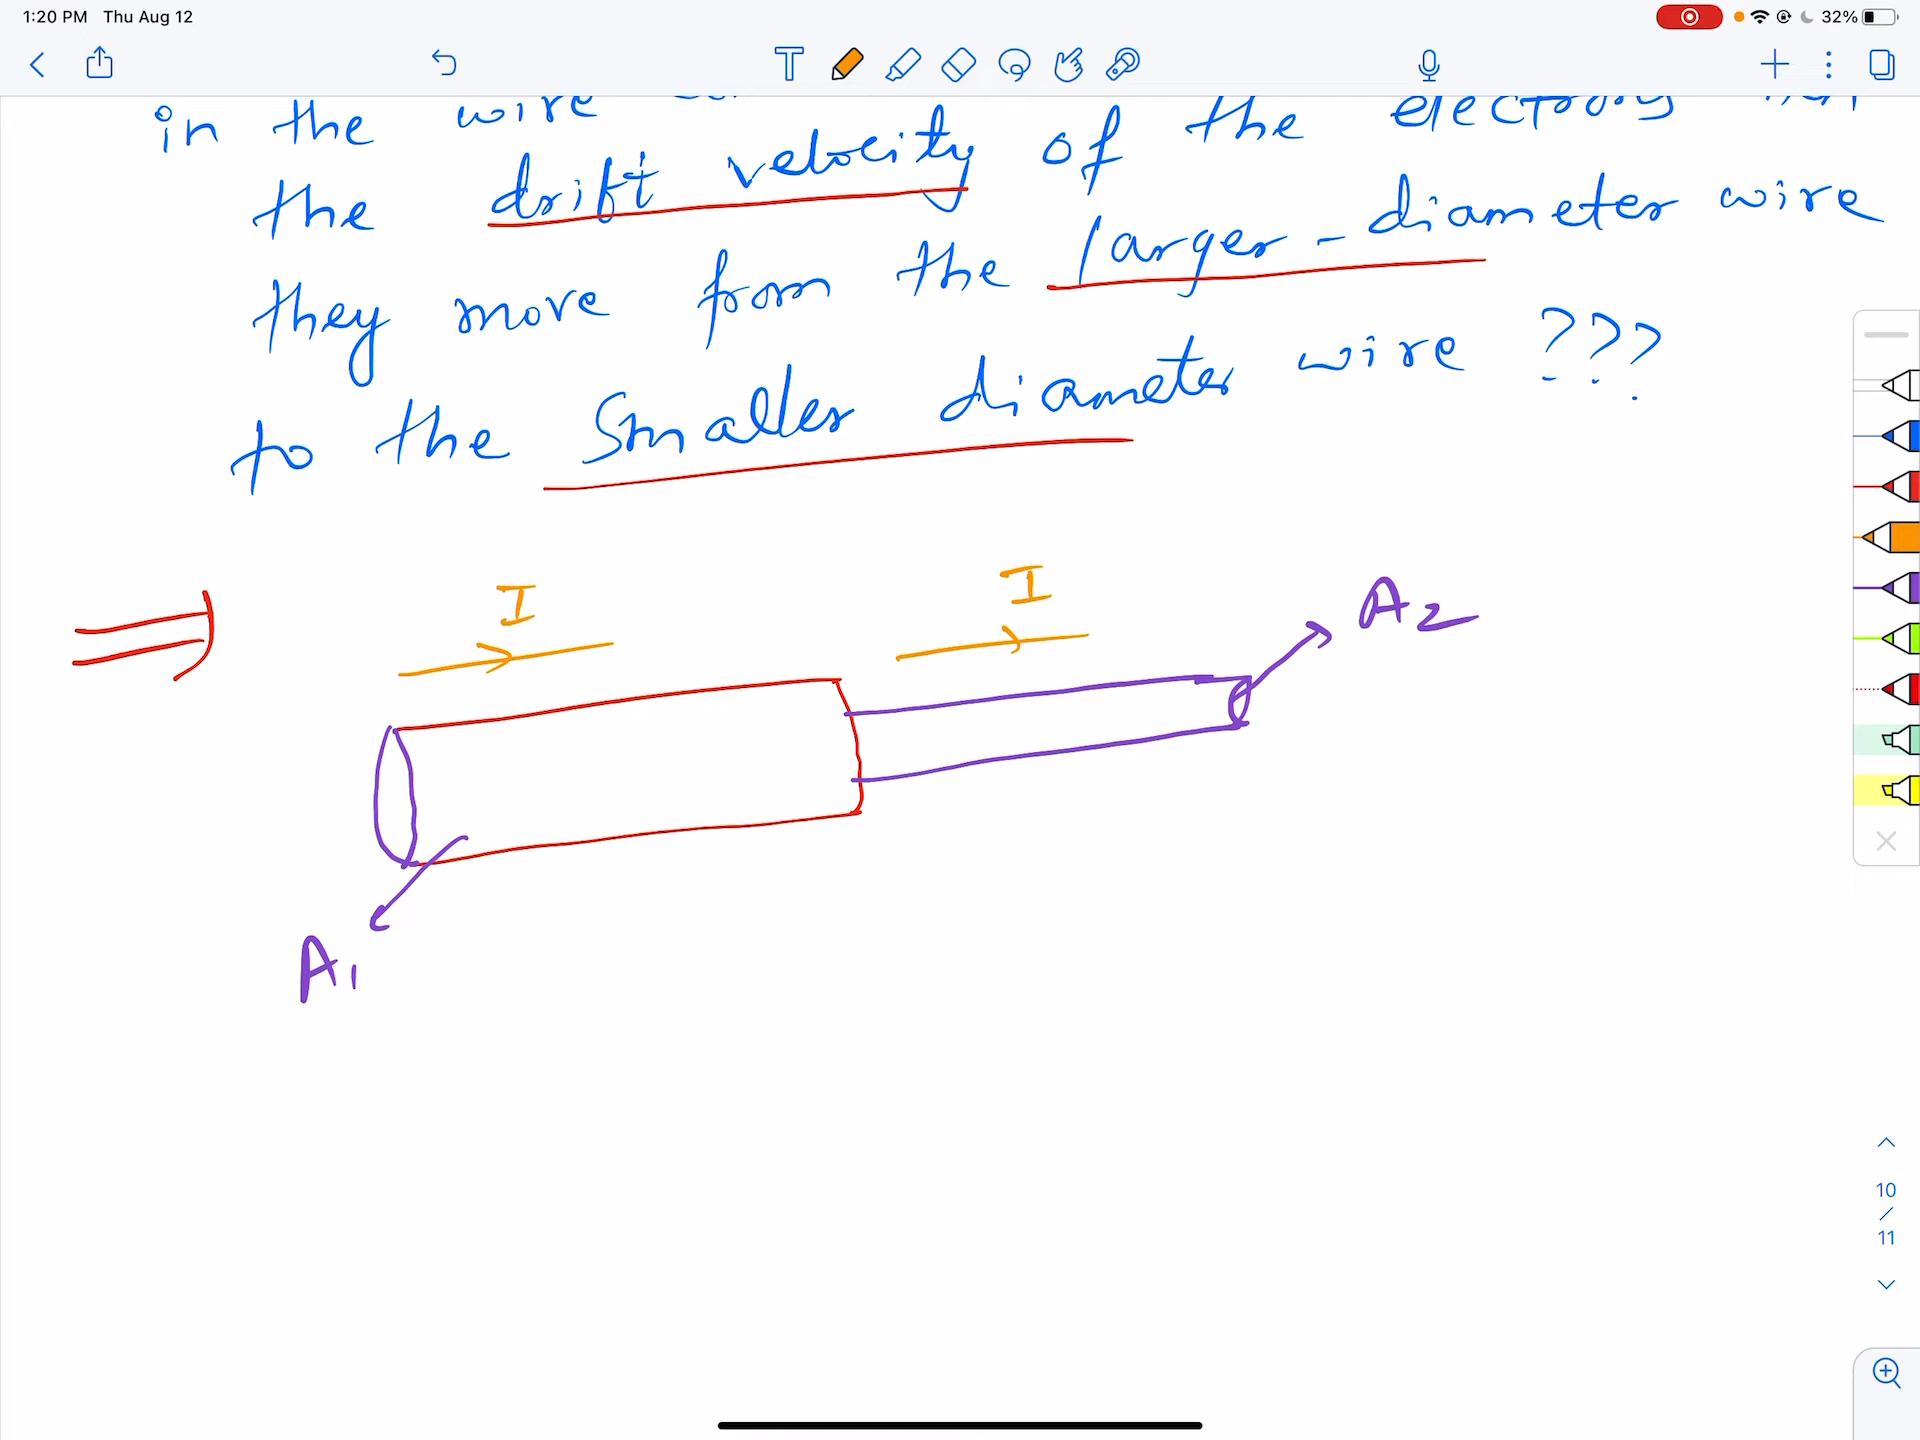 1:20 PM Thu Aug 12
32%
in the wire
the drift velocity of the electrons
they move from the larger-diameter wire
to the smaller diameter wire ???
I
I
A2
A1
10
/
11